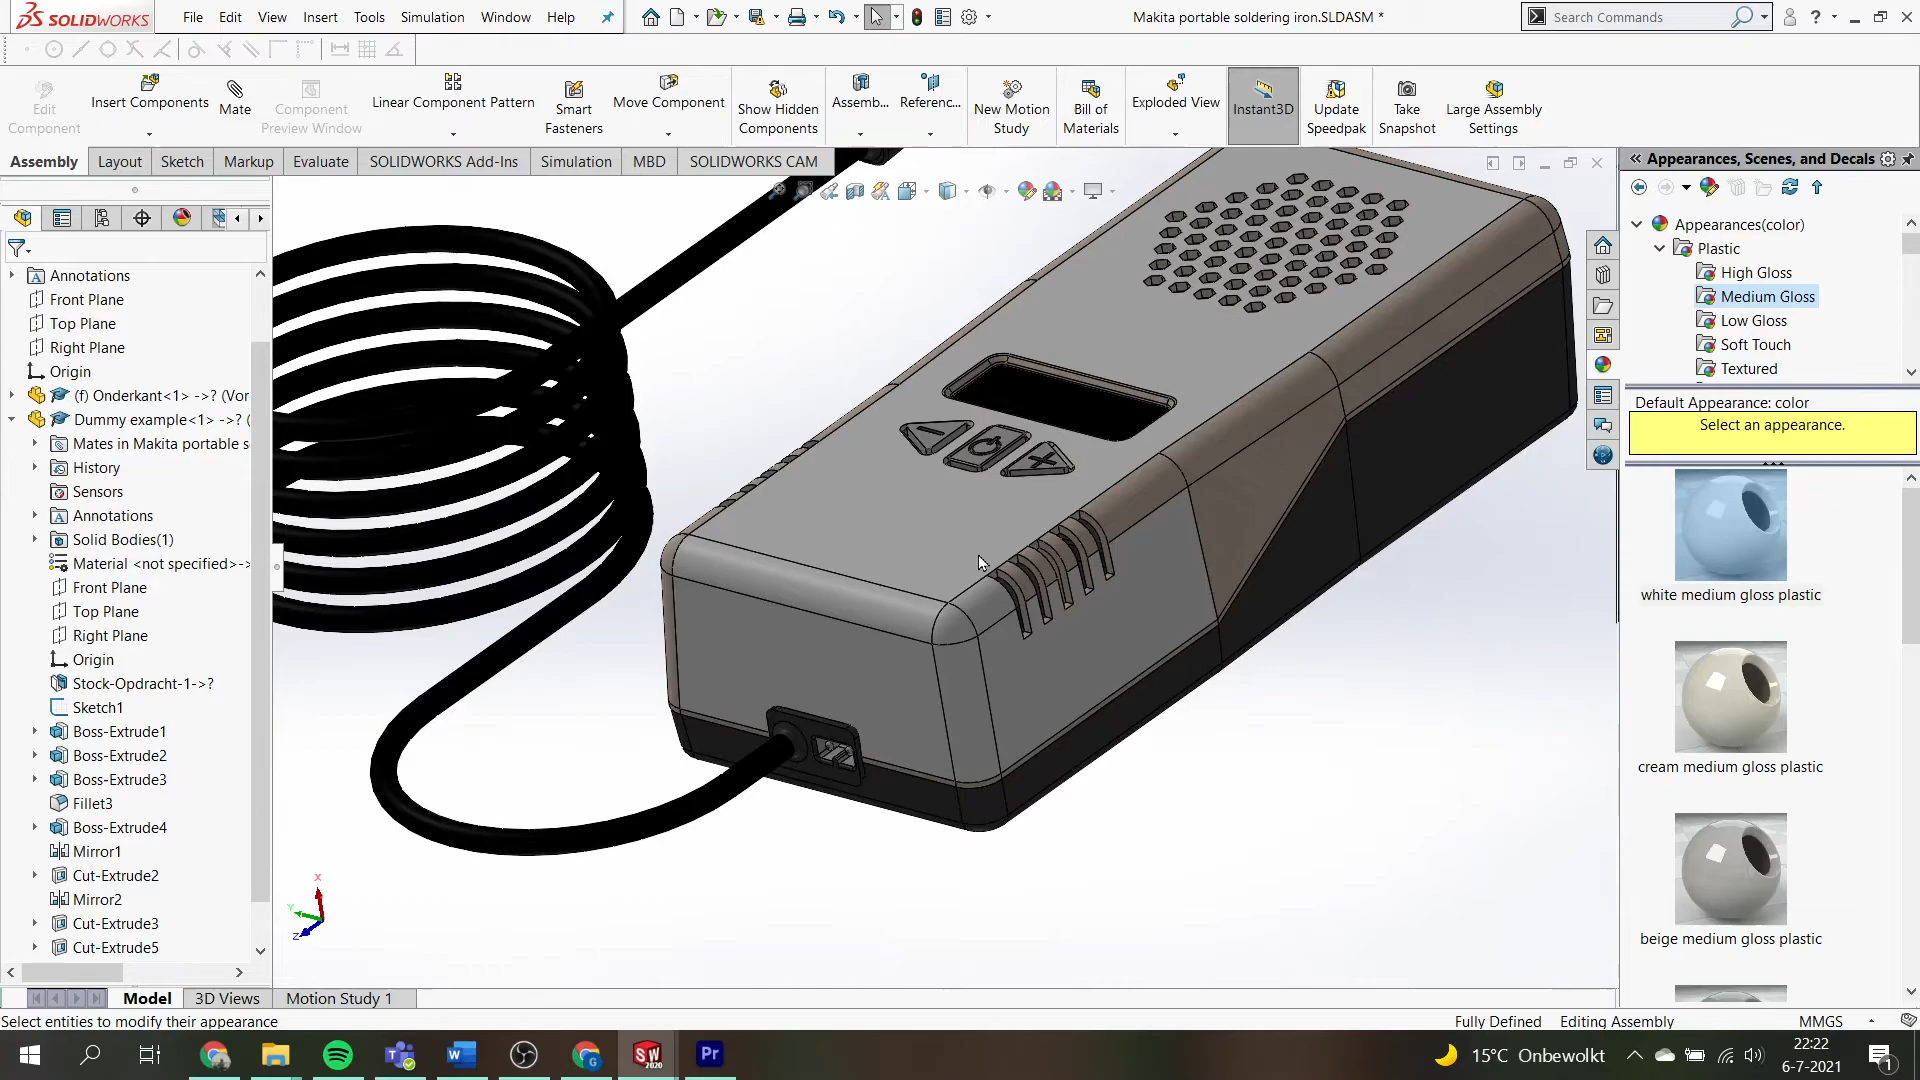 SOLIDWORKS File Edit View Insert Tools Simulation Window Help Makita portable soldering iron.SLDASM * Search Commands ?
Edit Component
Insert Components
Mate
Component Preview Window
Linear Component Pattern
Smart Fasteners
Move Component
Show Hidden Components
Assemb...
Referenc...
New Motion Study
Bill of Materials
Exploded View
Instant3D
Update Speedpak
Take Snapshot
Large Assembly Settings
Assembly Layout Sketch Markup Evaluate SOLIDWORKS Add-Ins Simulation MBD SOLIDWORKS CAM
Annotations
Front Plane
Top Plane
Right Plane
Origin
(f) Onderkant<1> ->? (Vor
Dummy example<1> ->? (
Mates in Makita portable s
History
Sensors
Annotations
Solid Bodies(1)
Material <not specified>->
Front Plane
Top Plane
Right Plane
Origin
Stock-Opdracht-1->?
Sketch1
Boss-Extrude1
Boss-Extrude2
Boss-Extrude3
Fillet3
Boss-Extrude4
Mirror1
Cut-Extrude2
Mirror2
Cut-Extrude3
Cut-Extrude5
X
Y
Z
Appearances, Scenes, and Decals
Appearances(color)
Plastic
High Gloss
Medium Gloss
Low Gloss
Soft Touch
Textured
Default Appearance: color
Select an appearance.
white medium gloss plastic
cream medium gloss plastic
beige medium gloss plastic
Model 3D Views Motion Study 1
Select entities to modify their appearance Fully Defined Editing Assembly MMGS
SW 2020 Pr 15°C Onbewolkt
22:22
6-7-2021
1